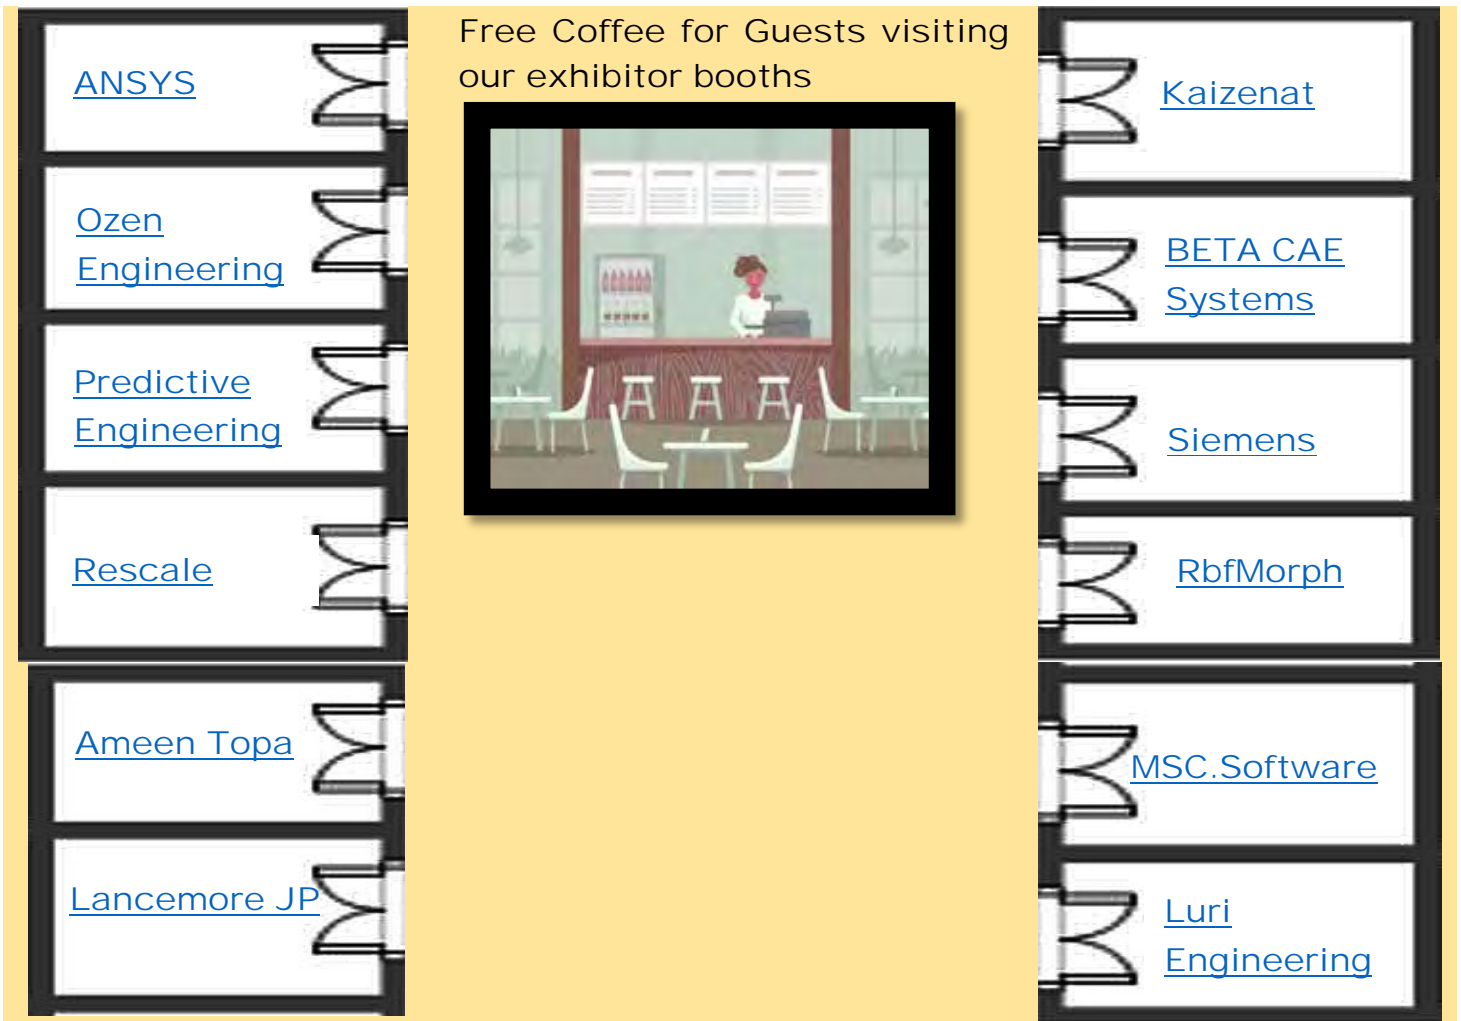 Free Coffee for Guests visiting
our exhibitor booths
ANSYS
Ozen
Engineering
Predictive
Engineering
Rescale
Ameen Topa
Lancemore JP
Kaizenat
BETA CAE
Systems
Siemens
RbfMorph
MSC.Software
Luri
Engineering